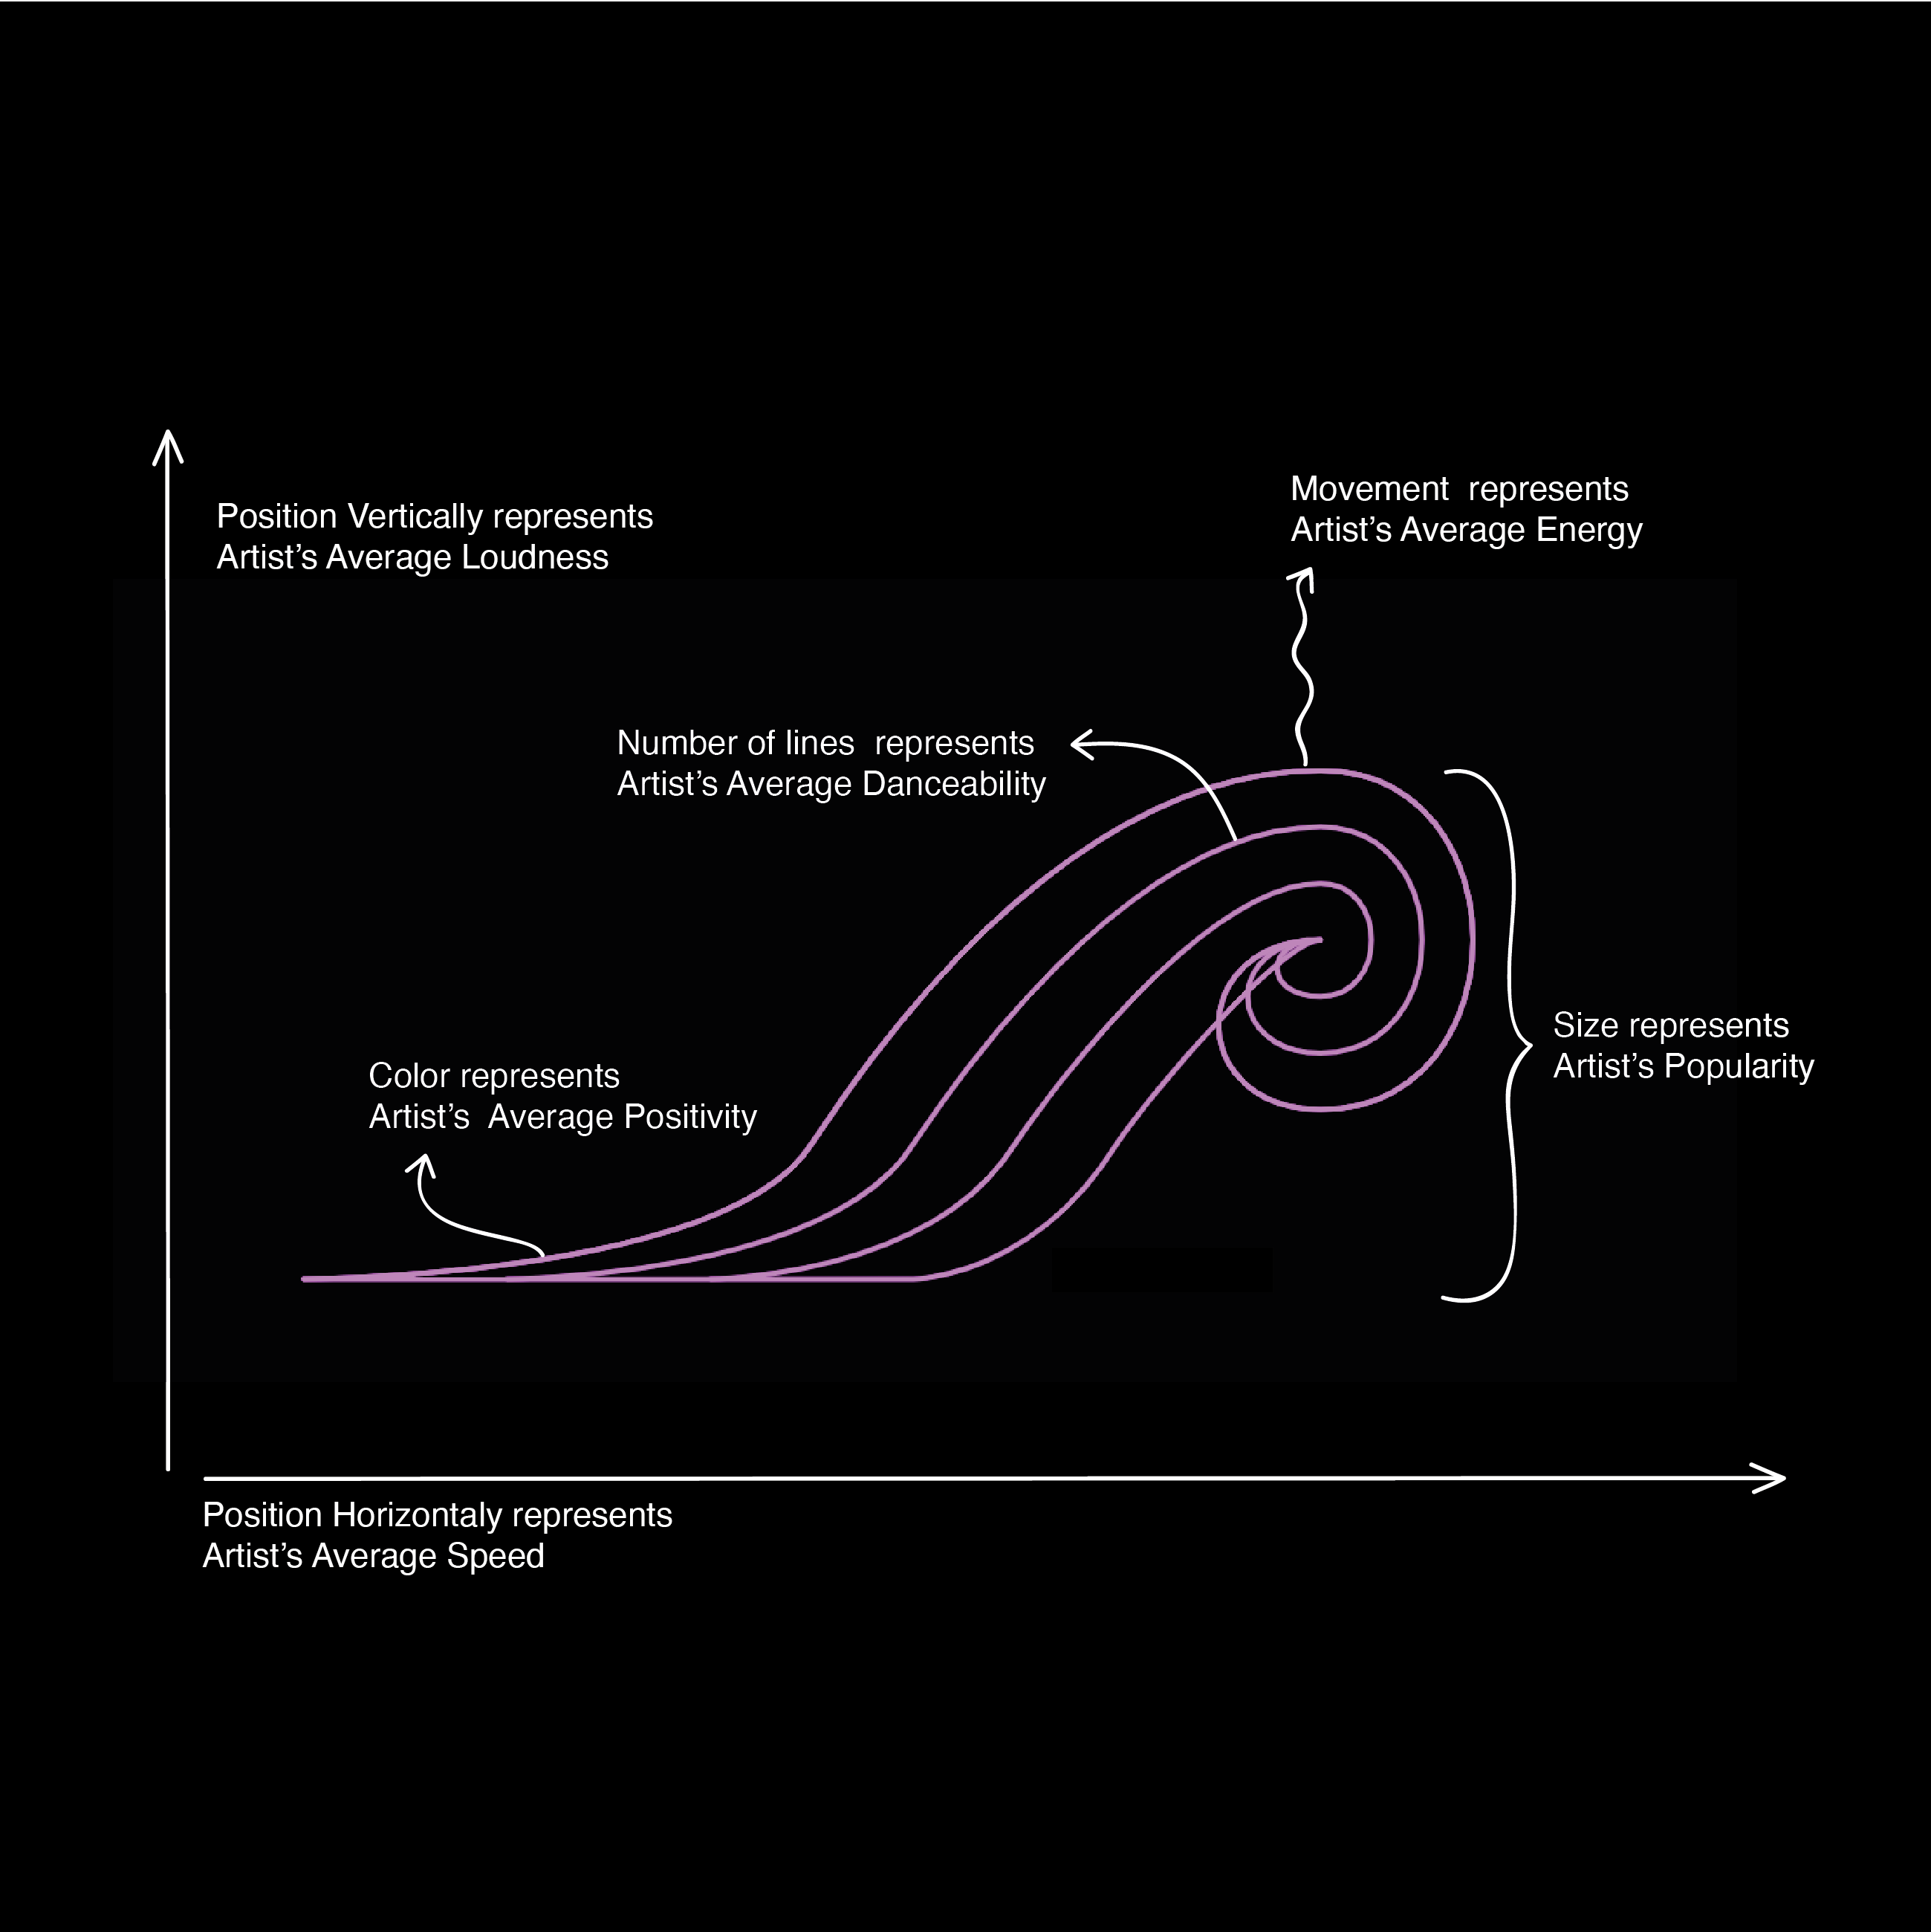 Movement  represents
Artist’s Average Energy
Position Vertically represents
Artist’s Average Loudness
Number of lines  represents
Artist’s Average Danceability
Size represents
Artist’s Popularity
Color represents
Artist’s  Average Positivity
Position Horizontaly represents
Artist’s Average Speed